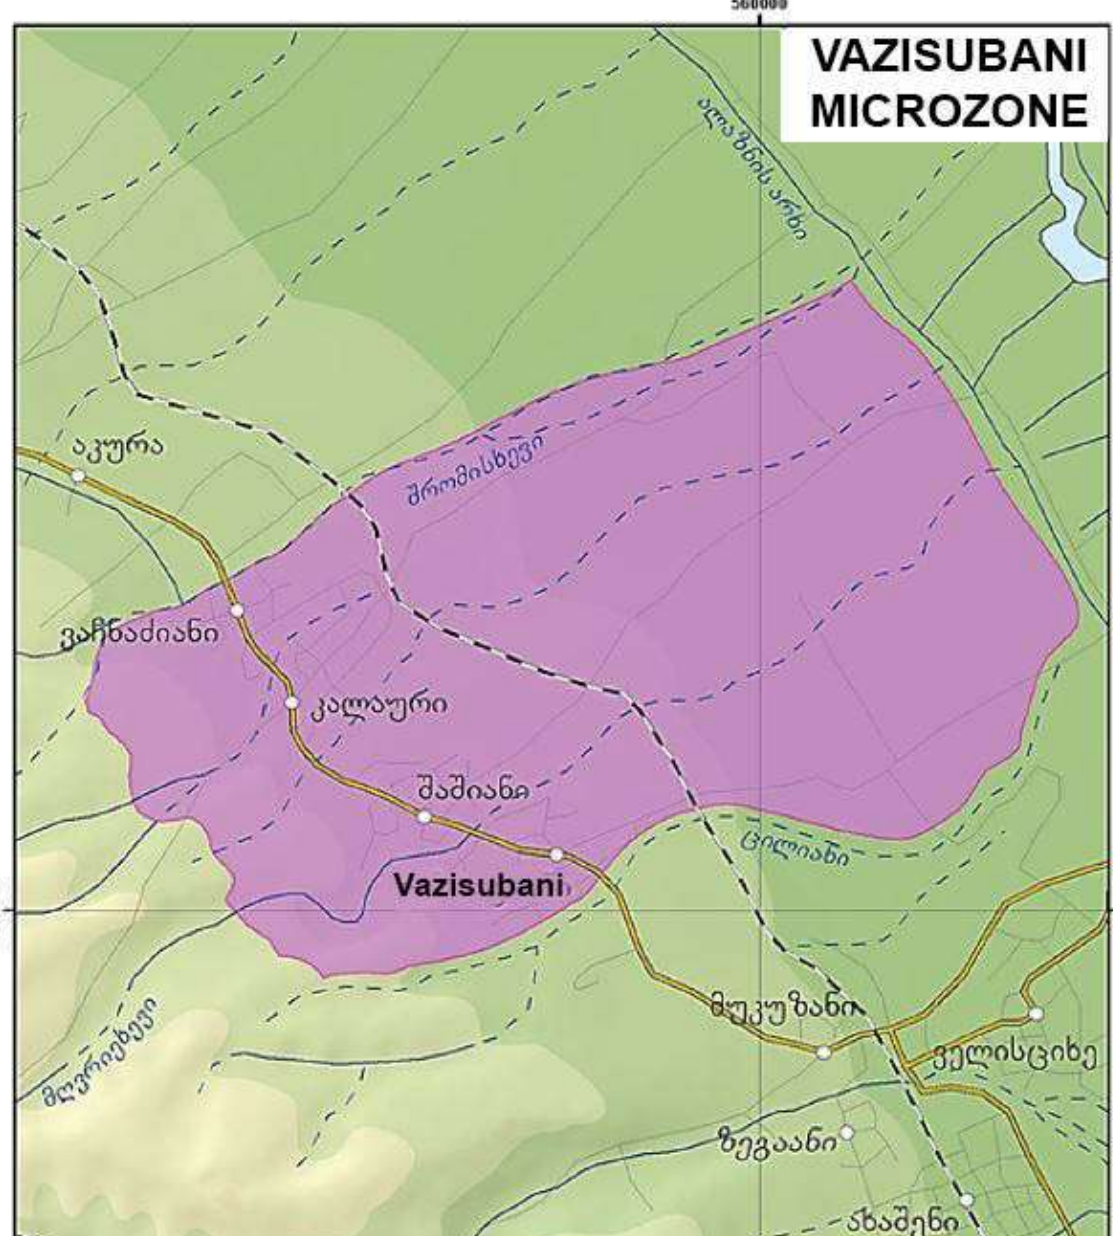 560000
VAZISUBANI
MICROZONE
ალაზნის არხი
აკურა
შრომისხევი
ვაჩნაძიანი
კალაური
შაშიანი
ცილიანი
Vazisubani
მღვრიეხევი
მუკუზანი
ველისციხე
ზეგაანი
ახაშენი